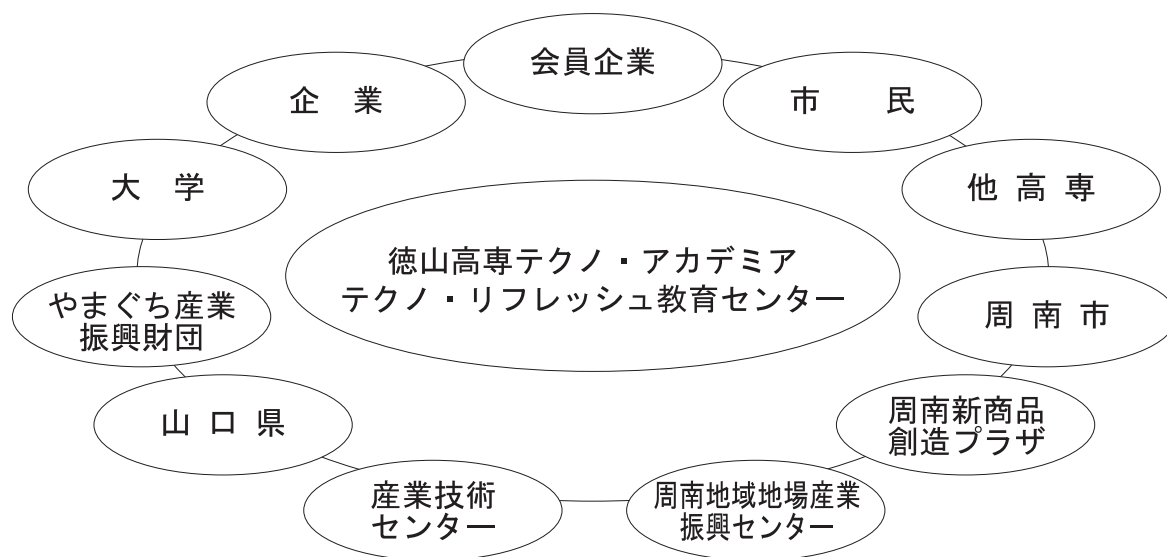 会員企業
企　業
市　　民
大　学
他 高 専
徳山高専テクノ・アカデミア
テクノ・リフレッシュ教育センター
やまぐち産業
振興財団
周 南 市
山 口 県
周南新商品
創造プラザ
産業技術
センター
周南地域地場産業
振興センター